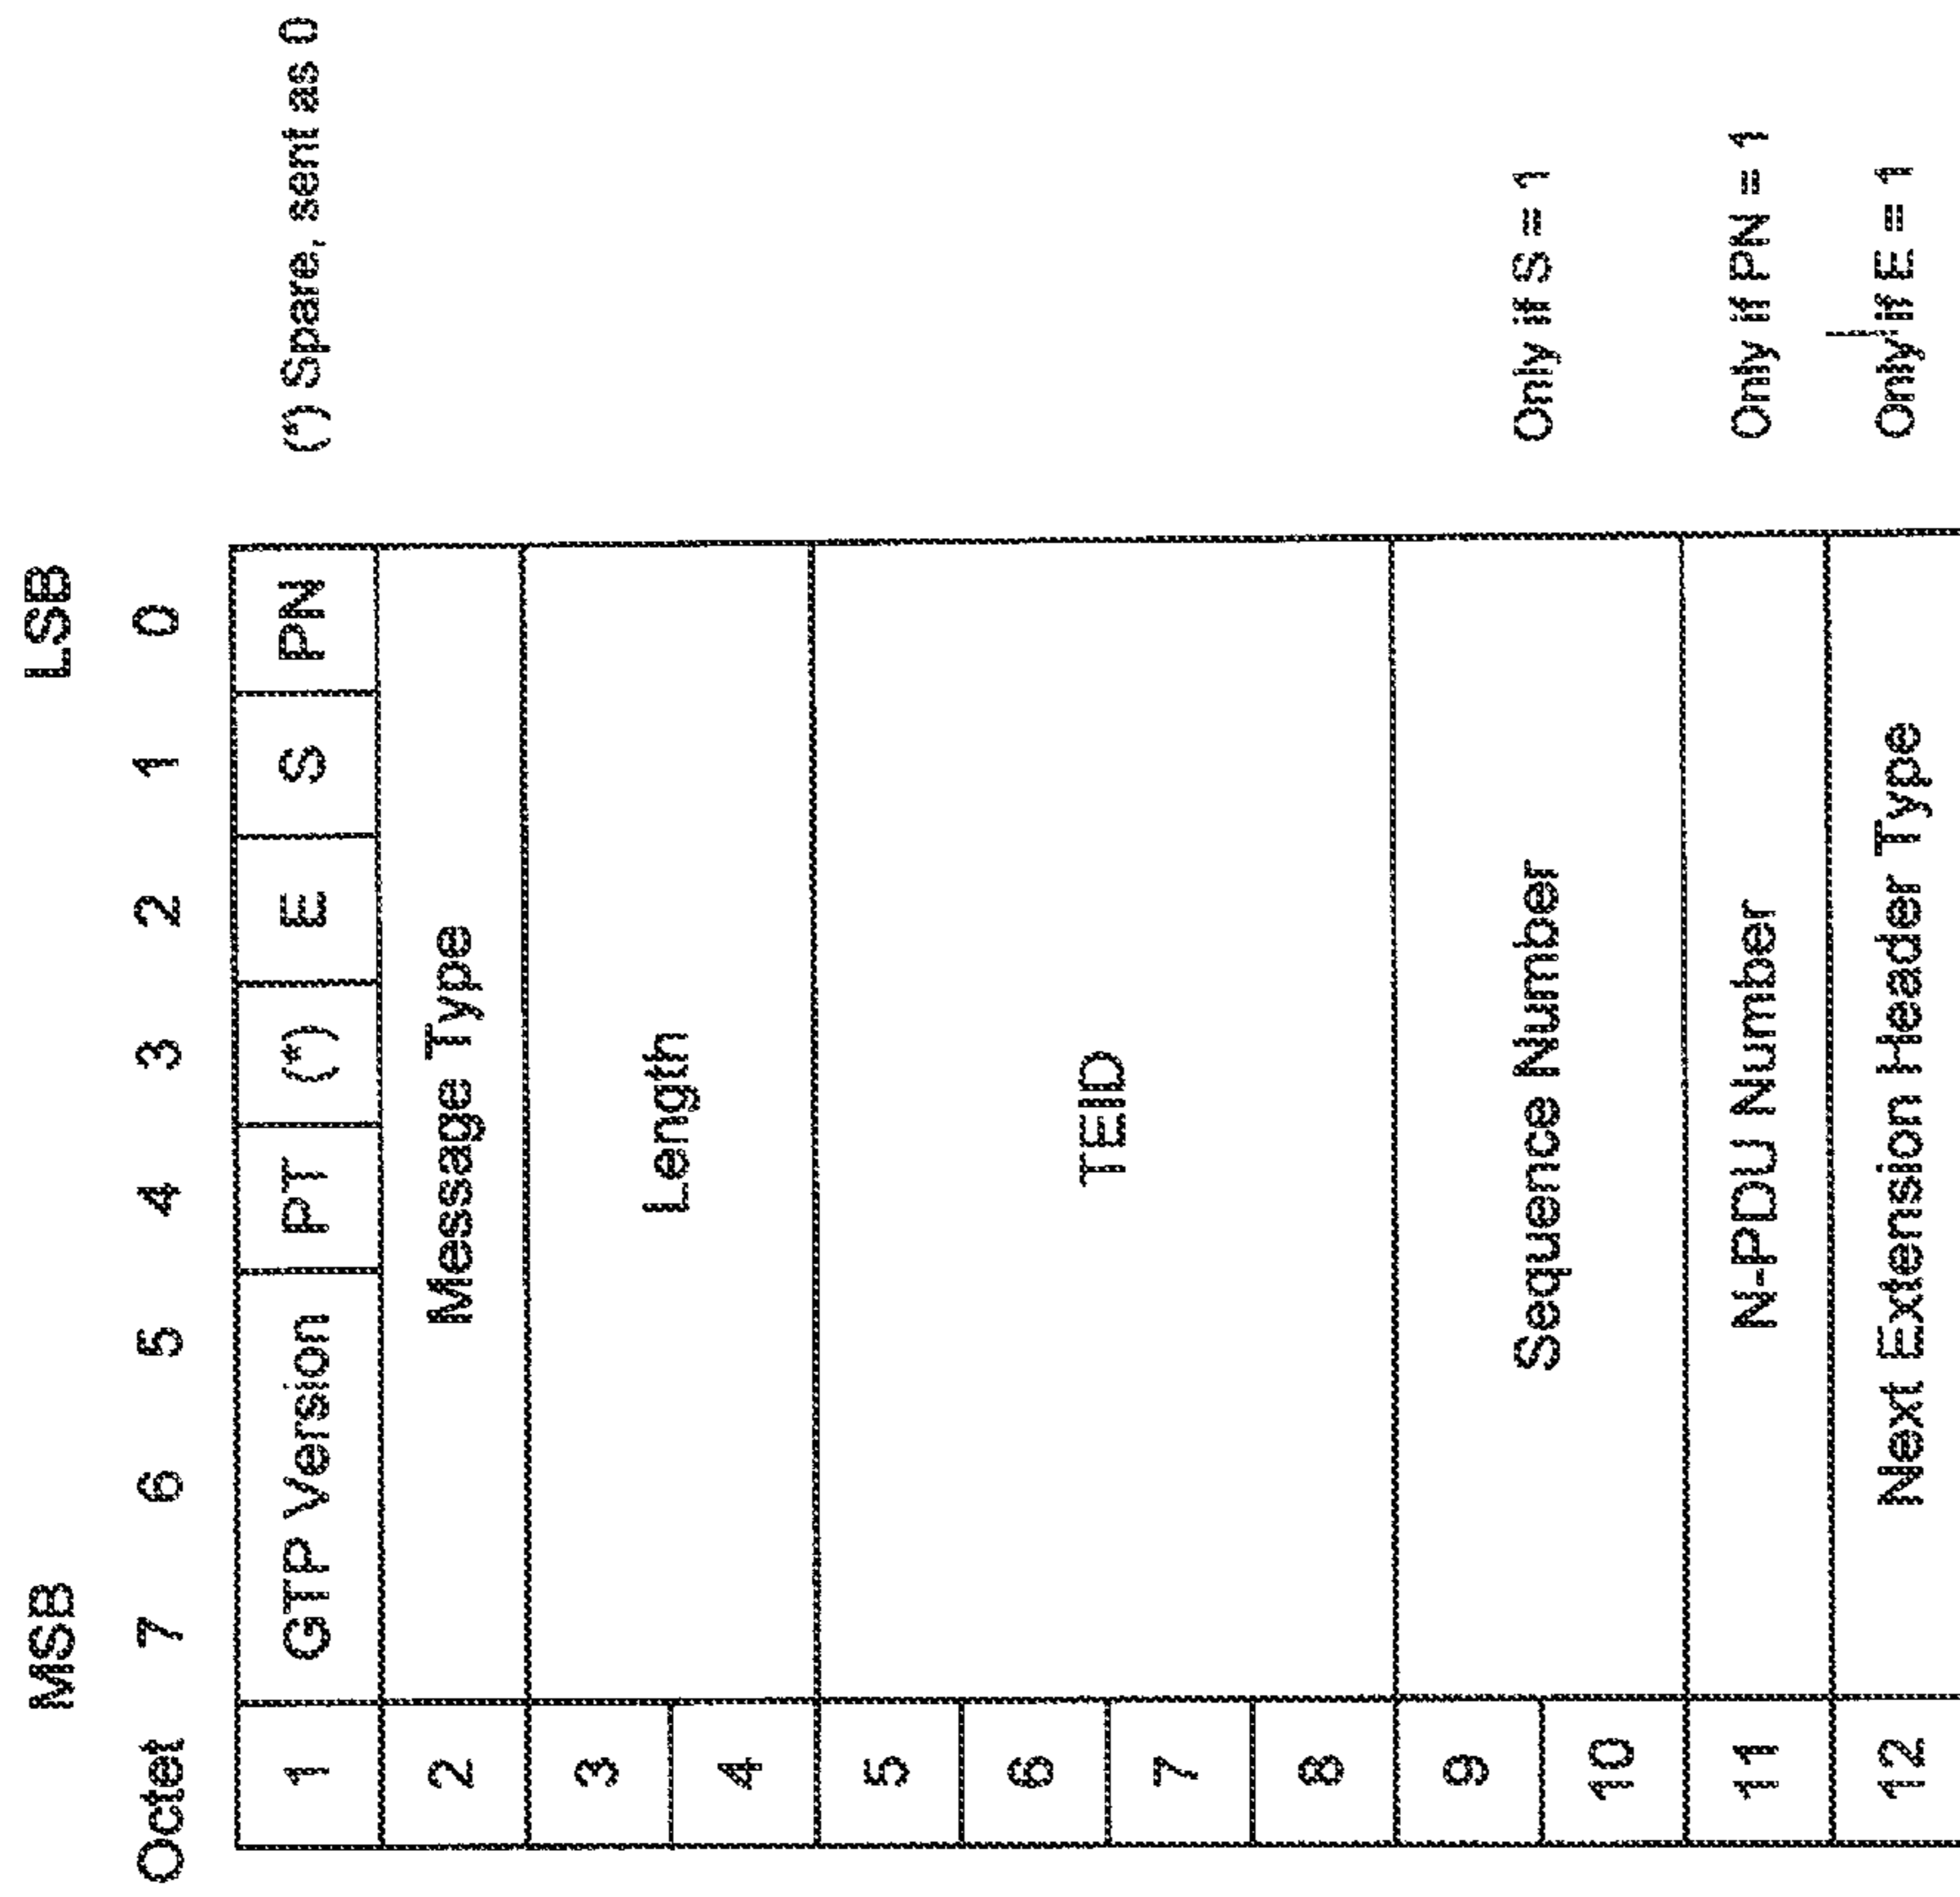 MSB LSB
Octet 7 6 5 4 3 2 1 0
1 GTP Version PT (*) E S PN (*) Spare, sent as 0
2 Message Type
3 Length
4
5 TEID
6
7
8
9 Sequence Number Only if S = 1
10
11 N-PDU Number Only if PN = 1
12 Next Extension Header Type Only if E = 1